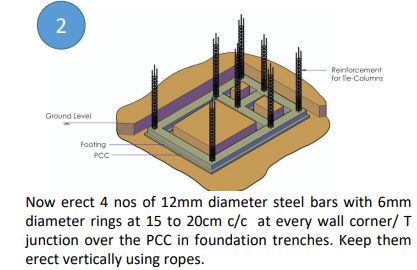 2
Reinforcement
for Tie-Columns
Ground Level
Footing
PCC
Now erect 4 nos of 12mm diameter steel bars with 6mm
diameter rings at 15 to 20cm c/c at every wall corner/ T
junction over the PCC in foundation trenches. Keep them
erect vertically using ropes.